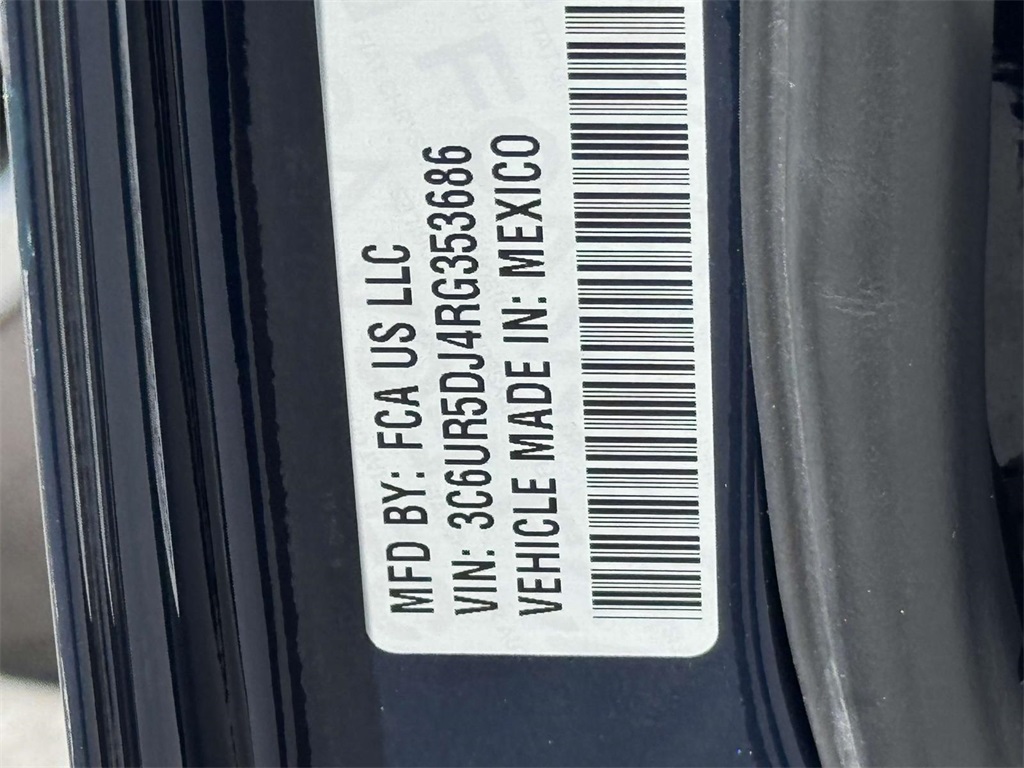 MFD BY: FCA US LLC
VIN: 3C6UR5DJ4RG353686
VEHICLE MADE IN: MEXICO